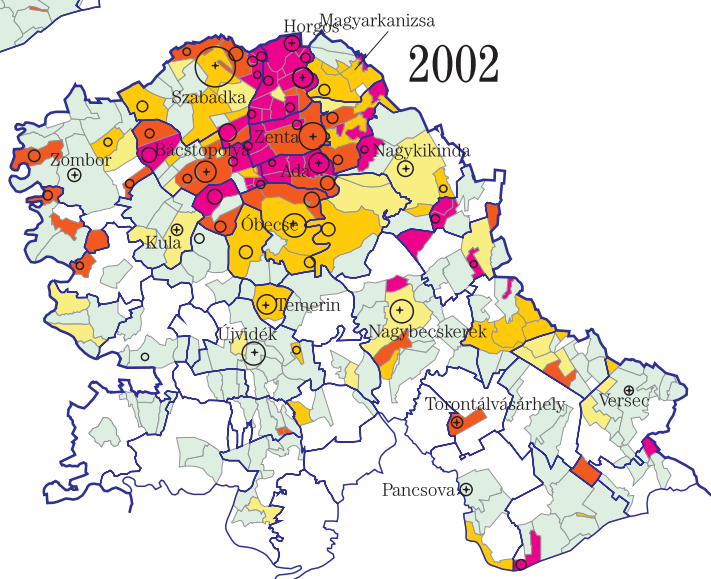 Magyarkanizsa
Horgos
2002
Szabadka
Zenta
Bácstopolya
Nagykikinda
Zombor
Ada
Óbecse
Kula
Temerin
Újvidék
Nagybecskerek
Torontálvásárhely
Versec
Pancsova